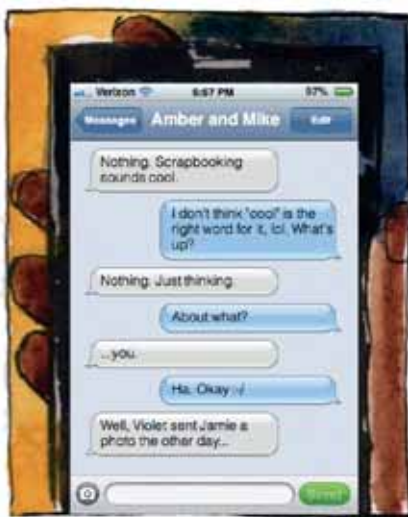 Verizon 6:57 PM 97%
Messages Amber and Mike Edit
Nothing. Scrapbooking
sounds cool.
I don't think "cool" is the
right word for it, lol. What's
up?
Nothing. Just thinking.
About what?
...you.
Ha. Okay :-/
Well, Violet sent Jamie a
photo the other day...
Send